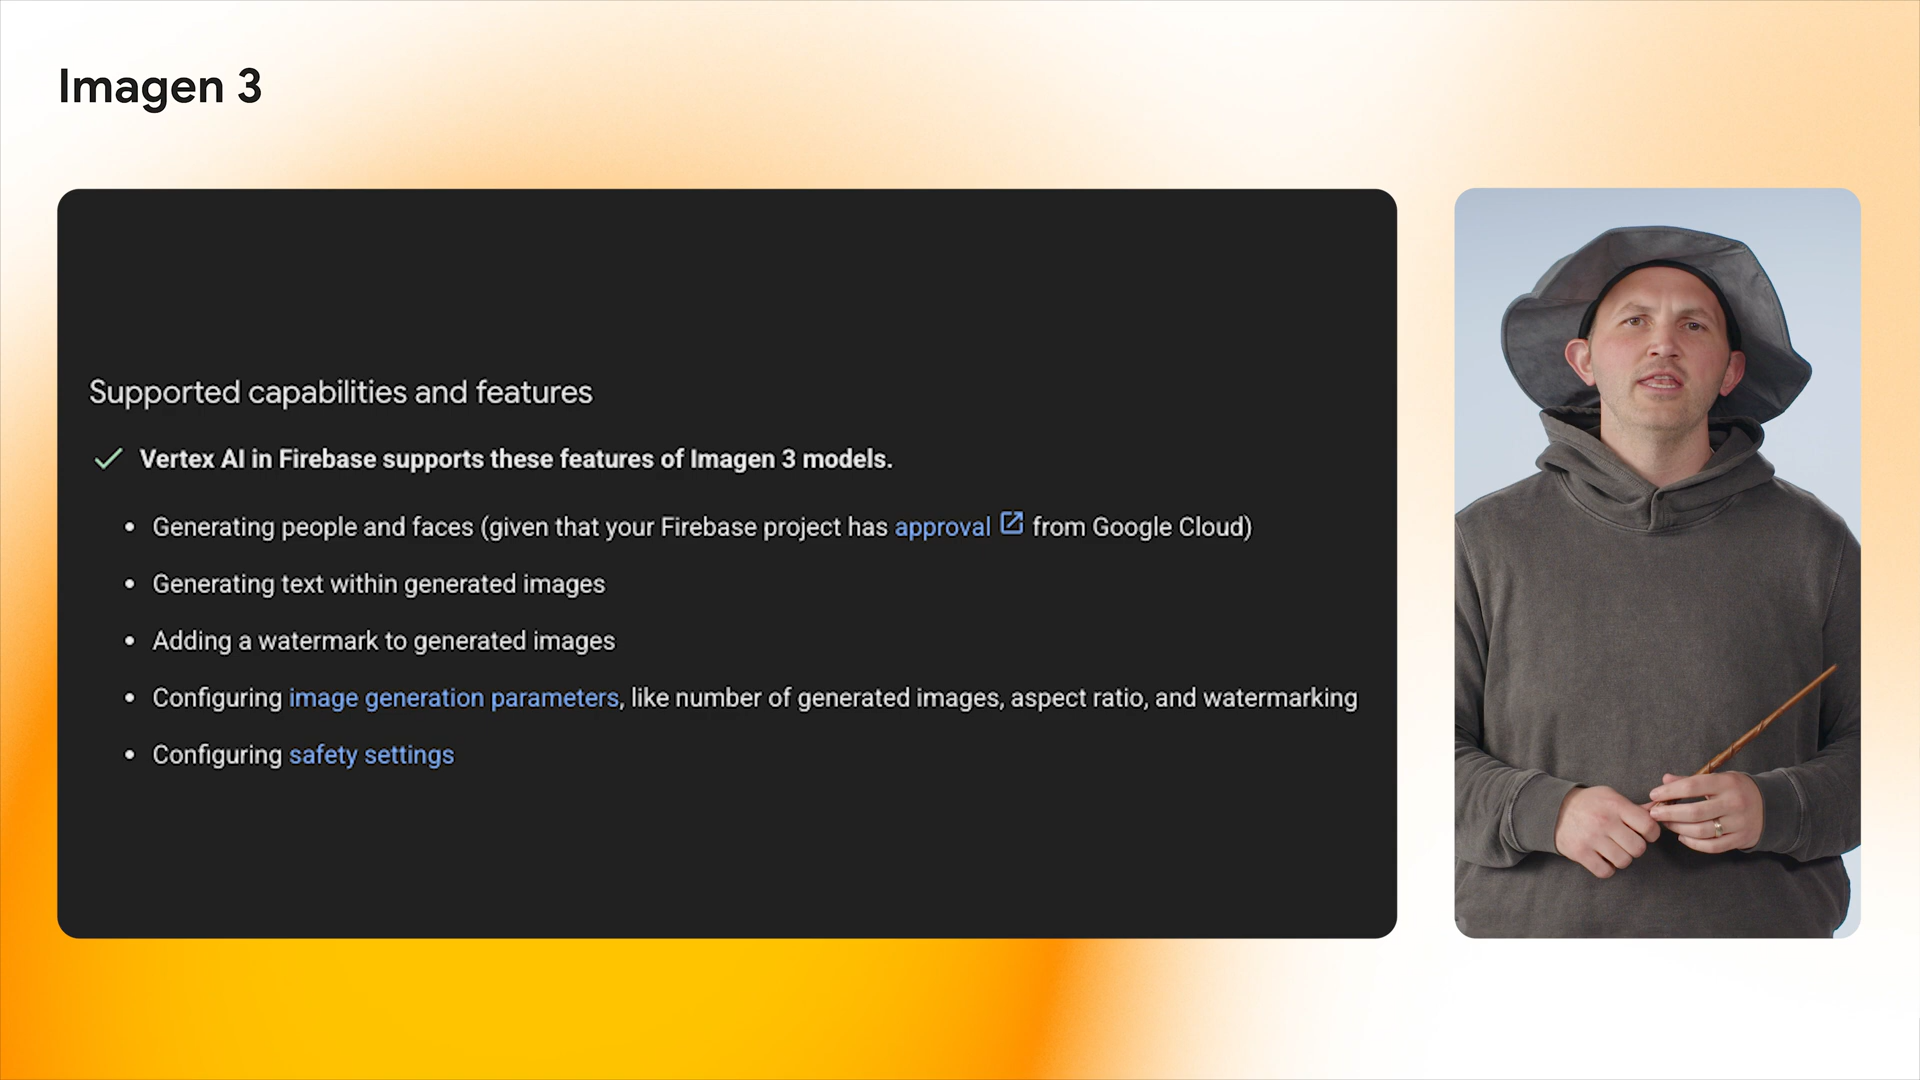 Imagen 3
Supported capabilities and features
Vertex AI in Firebase supports these features of Imagen 3 models.
Generating people and faces (given that your Firebase project has approval from Google Cloud)
Generating text within generated images
Adding a watermark to generated images
Configuring image generation parameters, like number of generated images, aspect ratio, and watermarking
Configuring safety settings